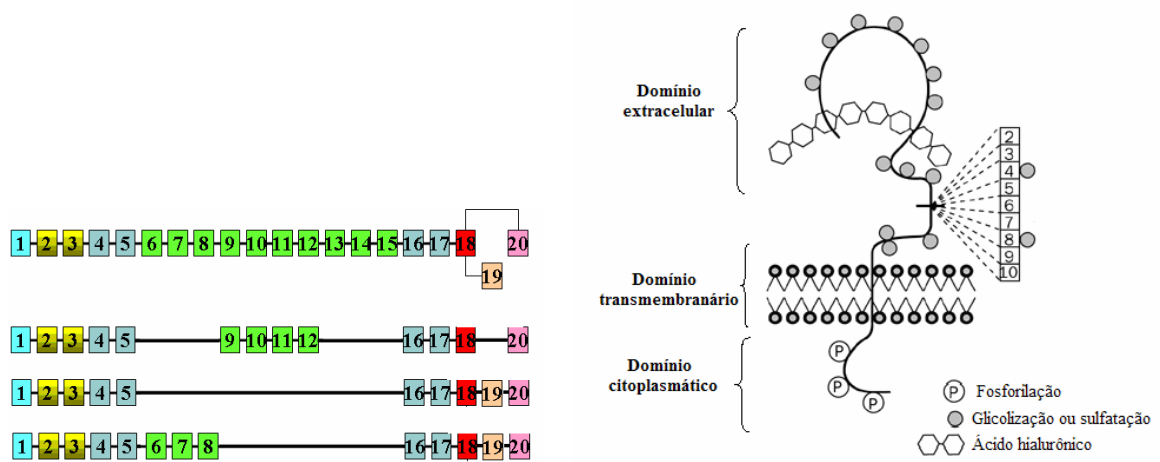 1 2 3 4 5 6 7 8 9 10 11 12 13 14 15 16 17 18 20
19
1 2 3 4 5 9 10 11 12 16 17 18 20
1 2 3 4 5 16 17 18 19 20
1 2 3 4 5 6 7 8 16 17 18 19 20
Domínio
extracelular
2
3
4
5
6
7
8
9
10
Domínio
transmembranário
Domínio
citoplasmático
P
P
P
P Fosforilação
Glicolização ou sulfatação
Ácido hialurônico